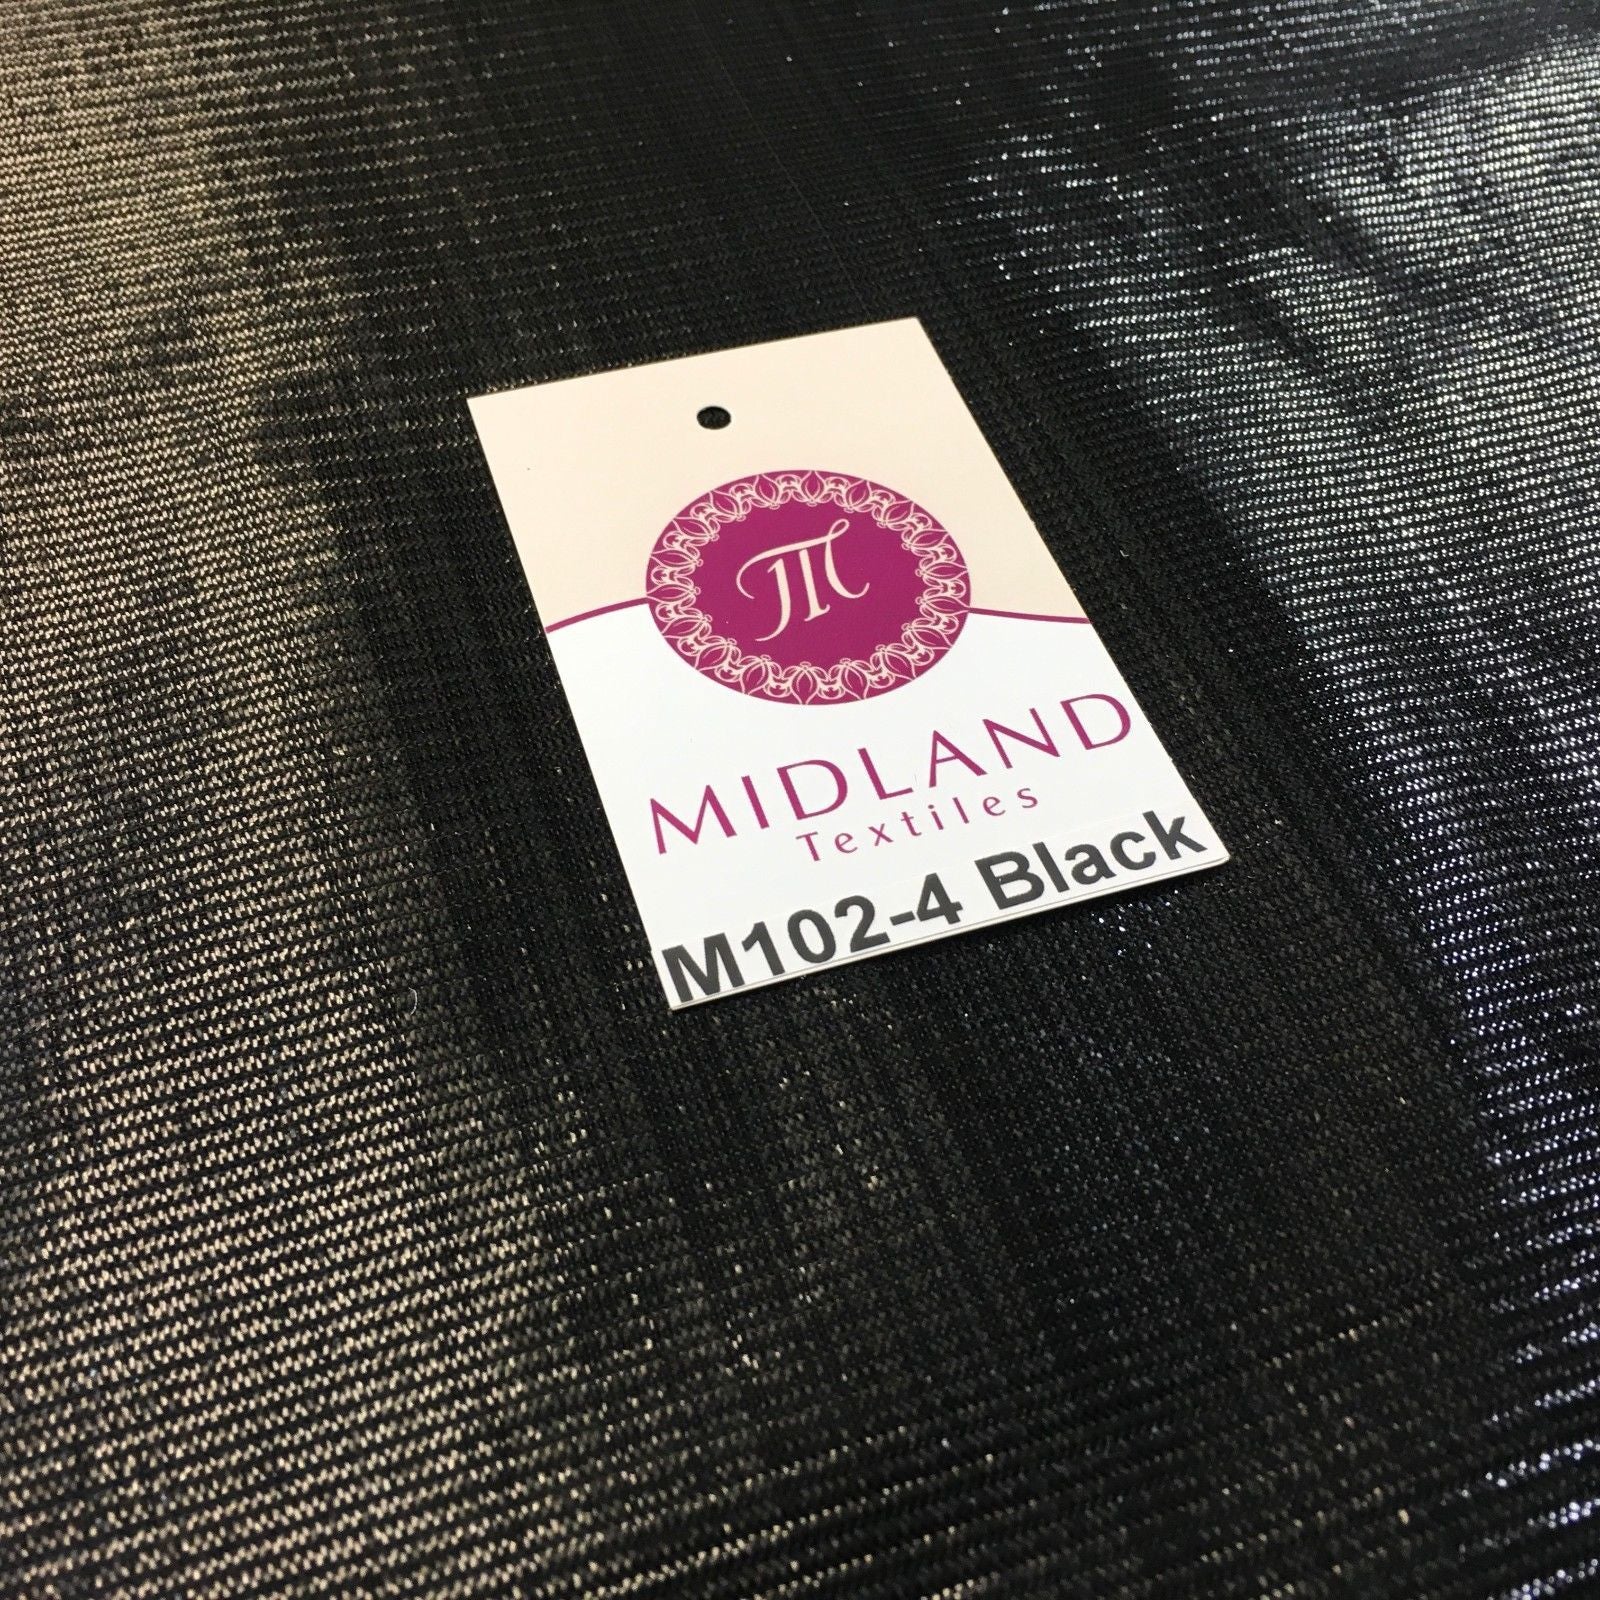 M
MIDLAND
Textiles
M102-4 Black